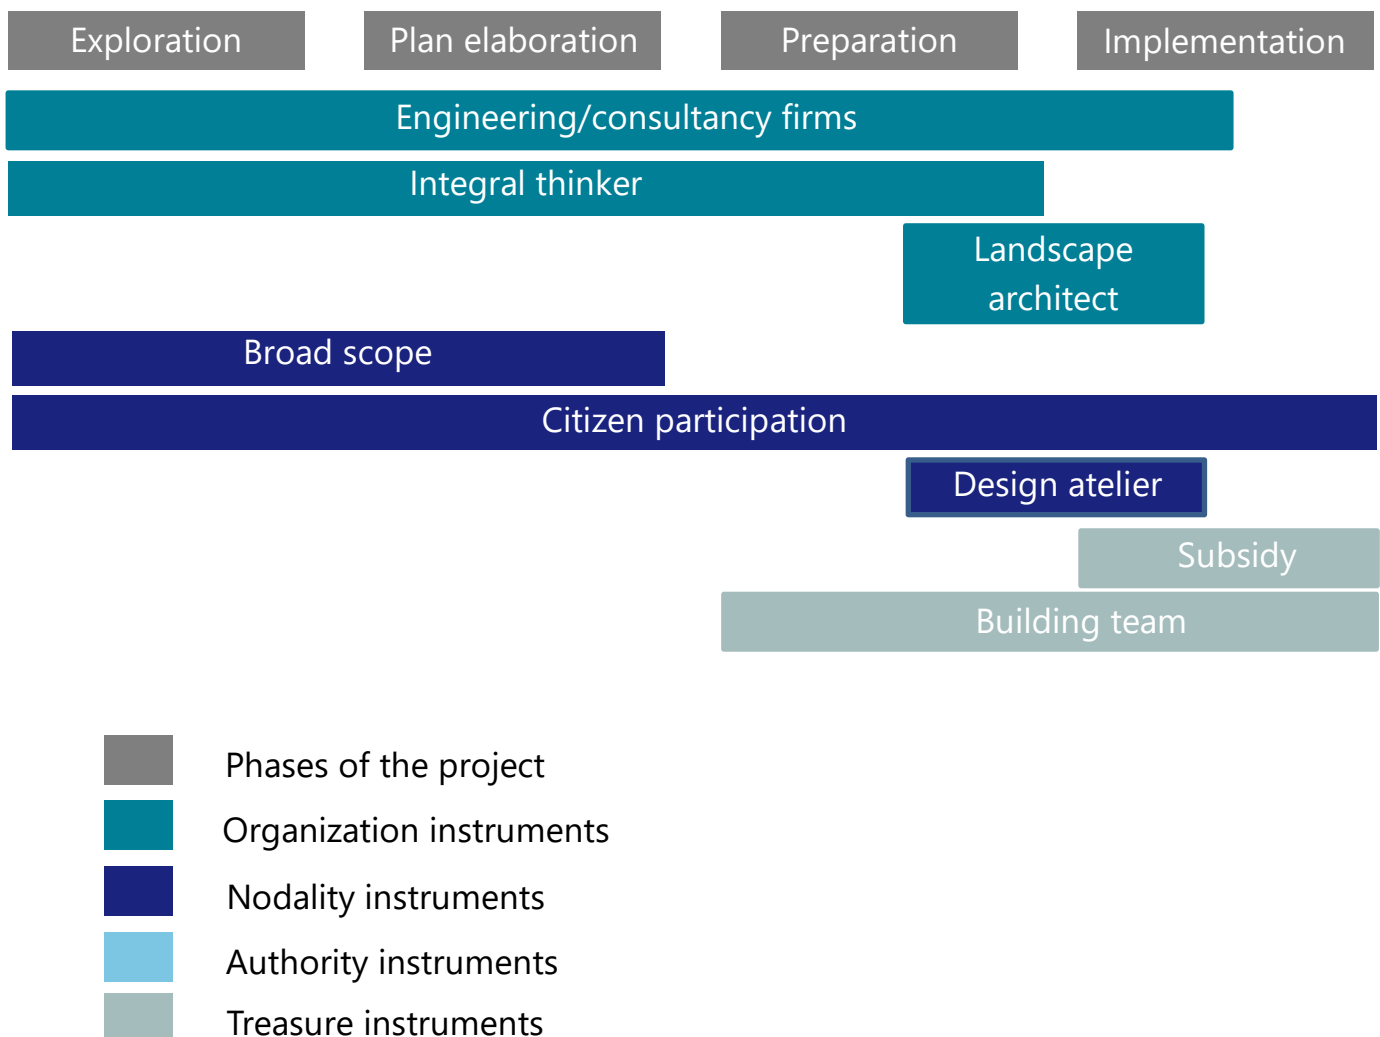 Exploration
Plan elaboration
Preparation
Implementation
Engineering/consultancy firms
Integral thinker
Landscape
architect
Broad scope
Citizen participation
Design atelier
Subsidy
Building team
Phases of the project
Organization instruments
Nodality instruments
Authority instruments
Treasure instruments